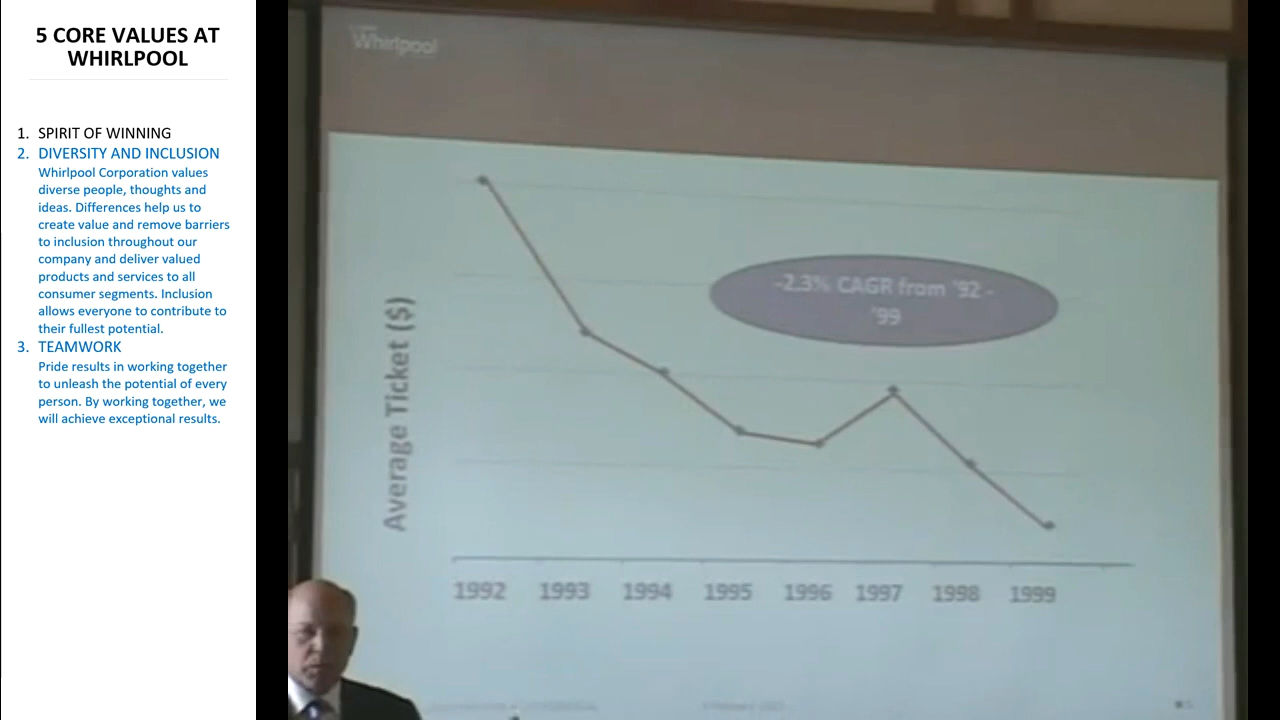 5 CORE VALUES AT
WHIRLPOOL
1. SPIRIT OF WINNING
2. DIVERSITY AND INCLUSION
Whirlpool Corporation values
diverse people, thoughts and
ideas. Differences help us to
create value and remove barriers
to inclusion throughout our
company and deliver valued
products and services to all
consumer segments. Inclusion
allows everyone to contribute to
their fullest potential.
3. TEAMWORK
Pride results in working together
to unleash the potential of every
person. By working together, we
will achieve exceptional results.
Whirlpool
-2.3% CAGR from '92 -
'99
Average Ticket ($)
1992 1993 1994 1995 1996 1997 1998 1999